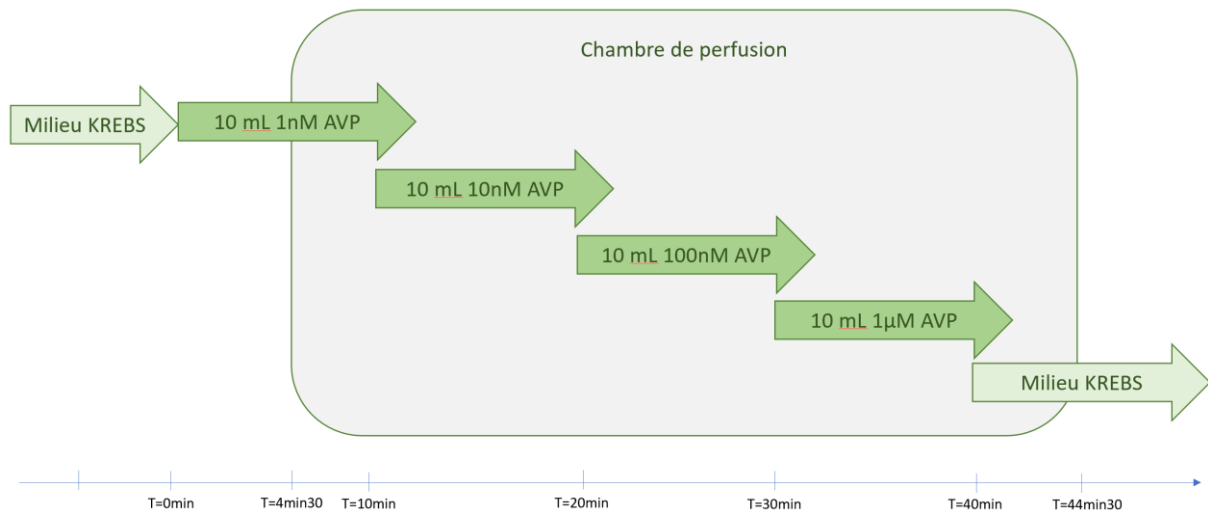 Chambre de perfusion
Milieu KREBS
10 mL 1nM AVP
10 mL 10nM AVP
10 mL 100nM AVP
10 mL 1µM AVP
Milieu KREBS
T=0min
T=4min30
T=10min
T=20min
T=30min
T=40min
T=44min30